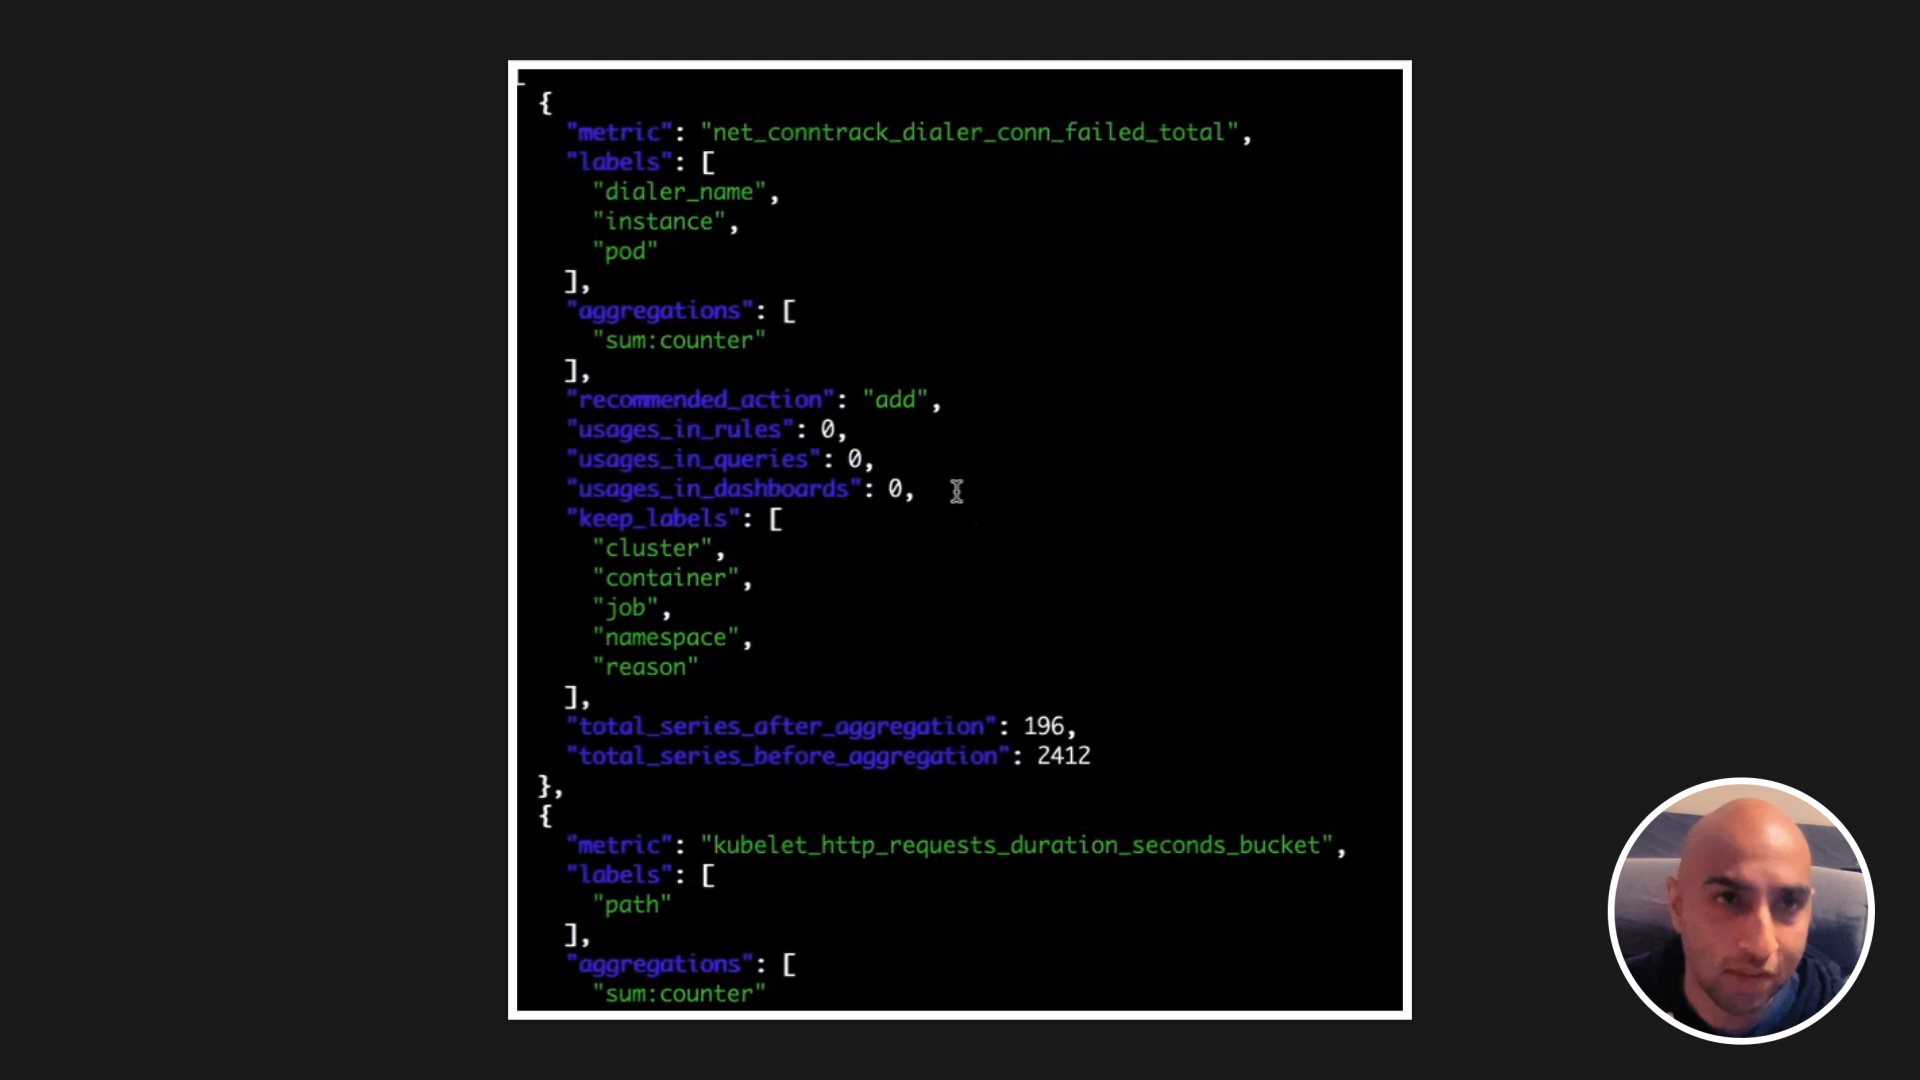 {
"metric": "net_conntrack_dialer_conn_failed_total",
"labels": [
"dialer_name",
"instance",
"pod"
],
"aggregations": [
"sum:counter"
],
"recommended_action": "add",
"usages_in_rules": 0,
"usages_in_queries": 0,
"usages_in_dashboards": 0,
"keep_labels": [
"cluster",
"container",
"job",
"namespace",
"reason"
],
"total_series_after_aggregation": 196,
"total_series_before_aggregation": 2412
},
{
"metric": "kubelet_http_requests_duration_seconds_bucket",
"labels": [
"path"
],
"aggregations": [
"sum:counter"